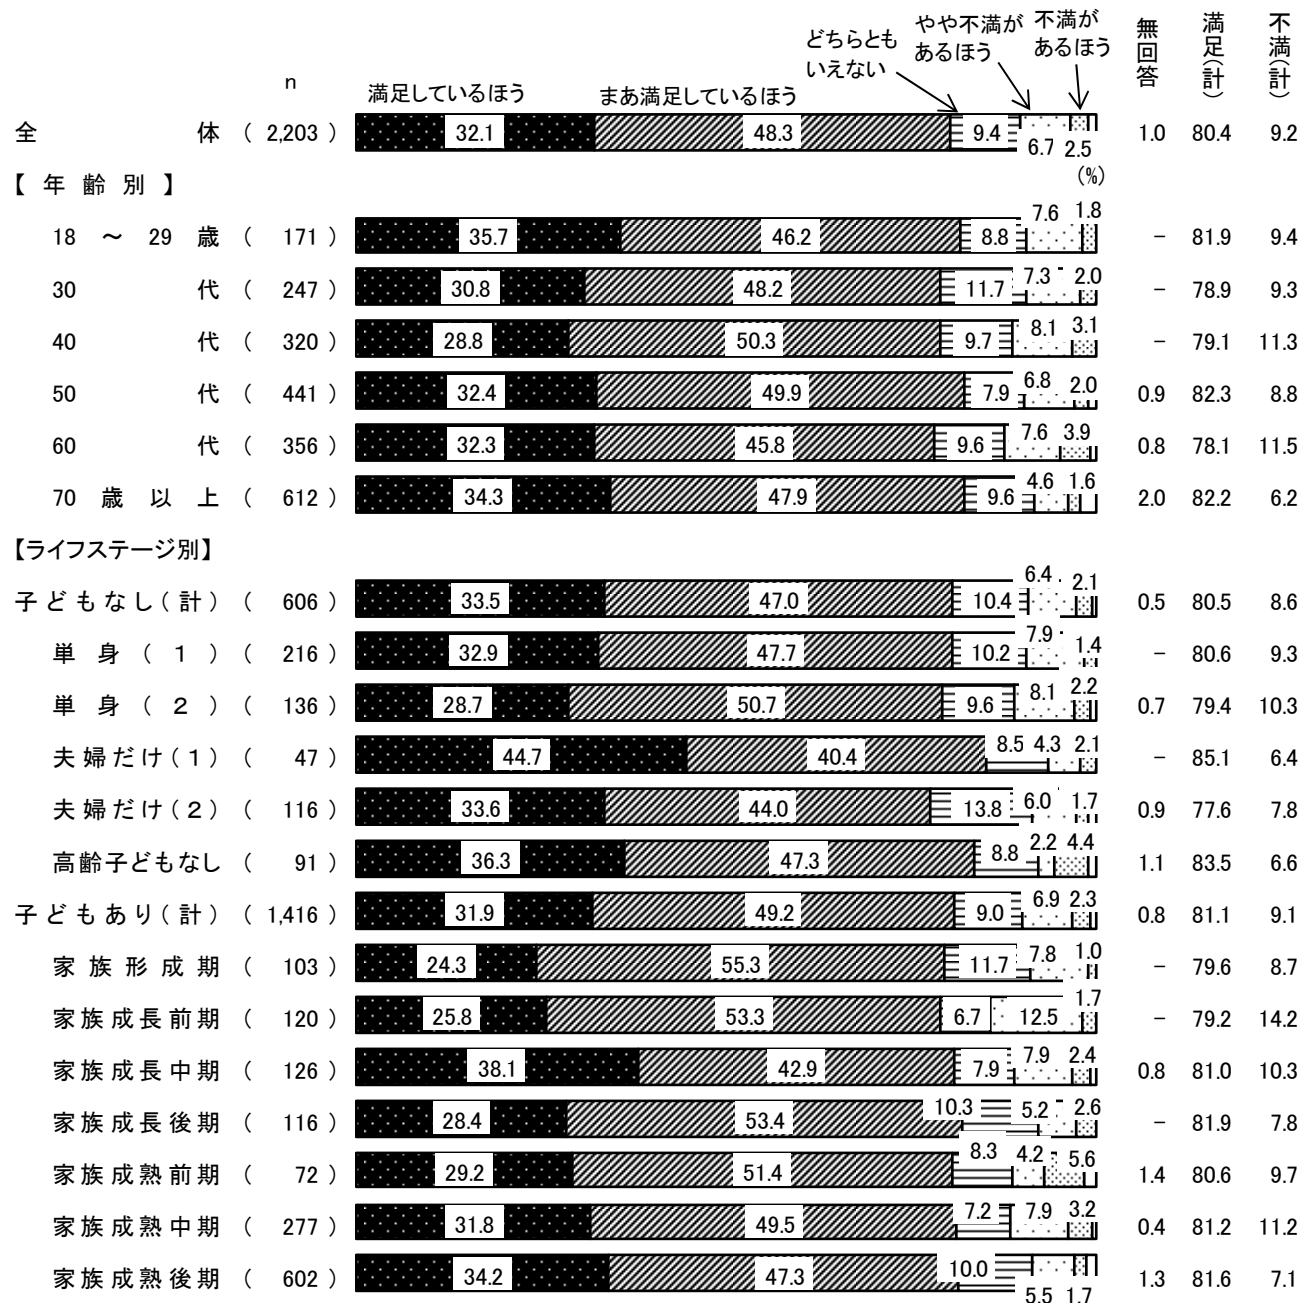 どちらとも
いえない
やや不満が
あるほう
不満が
あるほう
無回答
満足(計)
不満(計)
n
満足しているほう
まあ満足しているほう
全体 ( 2,203 ) 32.1 48.3 9.4 6.7 2.5 1.0 80.4 9.2
(%)
【年齢別】
18 ～ 29 歳 ( 171 ) 35.7 46.2 8.8 7.6 1.8 － 81.9 9.4
30 代 ( 247 ) 30.8 48.2 11.7 7.3 2.0 － 78.9 9.3
40 代 ( 320 ) 28.8 50.3 9.7 8.1 3.1 － 79.1 11.3
50 代 ( 441 ) 32.4 49.9 7.9 6.8 2.0 0.9 82.3 8.8
60 代 ( 356 ) 32.3 45.8 9.6 7.6 3.9 0.8 78.1 11.5
70 歳以上 ( 612 ) 34.3 47.9 9.6 4.6 1.6 2.0 82.2 6.2
【ライフステージ別】
子どもなし(計) ( 606 ) 33.5 47.0 10.4 6.4 2.1 0.5 80.5 8.6
単身(１) ( 216 ) 32.9 47.7 10.2 7.9 1.4 － 80.6 9.3
単身(２) ( 136 ) 28.7 50.7 9.6 8.1 2.2 0.7 79.4 10.3
夫婦だけ(１) ( 47 ) 44.7 40.4 8.5 4.3 2.1 － 85.1 6.4
夫婦だけ(２) ( 116 ) 33.6 44.0 13.8 6.0 1.7 0.9 77.6 7.8
高齢子どもなし ( 91 ) 36.3 47.3 8.8 2.2 4.4 1.1 83.5 6.6
子どもあり(計) ( 1,416 ) 31.9 49.2 9.0 6.9 2.3 0.8 81.1 9.1
家族形成期 ( 103 ) 24.3 55.3 11.7 7.8 1.0 － 79.6 8.7
家族成長前期 ( 120 ) 25.8 53.3 6.7 12.5 1.7 － 79.2 14.2
家族成長中期 ( 126 ) 38.1 42.9 7.9 7.9 2.4 0.8 81.0 10.3
家族成長後期 ( 116 ) 28.4 53.4 10.3 5.2 2.6 － 81.9 7.8
家族成熟前期 ( 72 ) 29.2 51.4 8.3 4.2 5.6 1.4 80.6 9.7
家族成熟中期 ( 277 ) 31.8 49.5 7.2 7.9 3.2 0.4 81.2 11.2
家族成熟後期 ( 602 ) 34.2 47.3 10.0 5.5 1.7 1.3 81.6 7.1